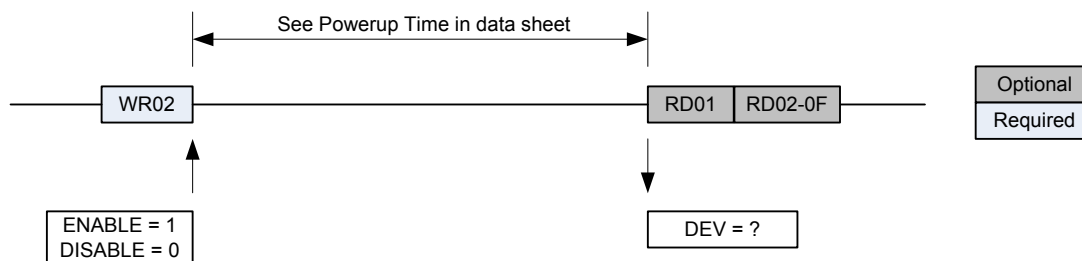 See Powerup Time in data sheet
WR02
RD01
RD02-0F
Optional
Required
ENABLE = 1
DISABLE = 0
DEV = ?